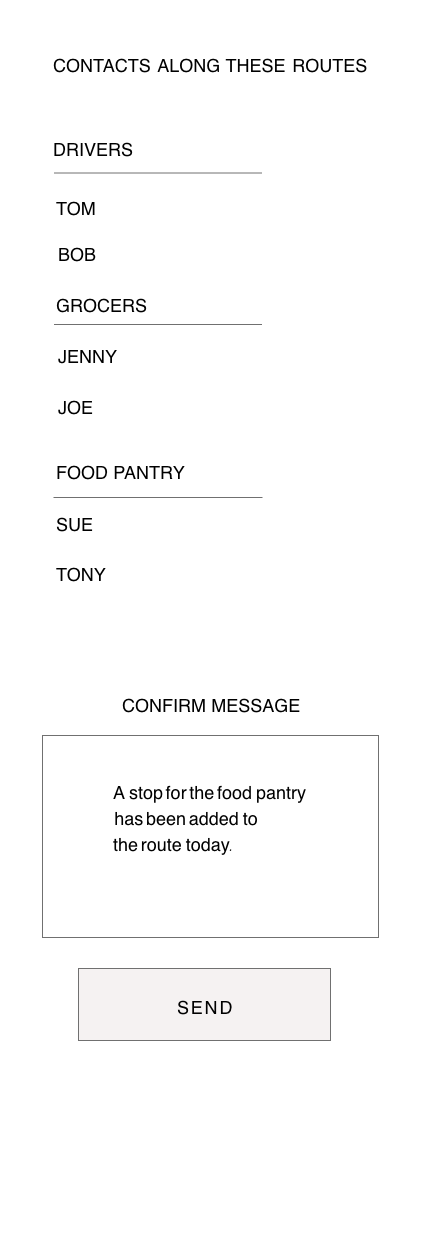 CONTACTS ALONG THESE ROUTES
DRIVERS
TOM
BOB
GROCERS
JENNY
JOE
FOOD PANTRY
SUE
TONY
CONFIRM MESSAGE
A stop for the food pantry
has been added to
the route today.
SEND